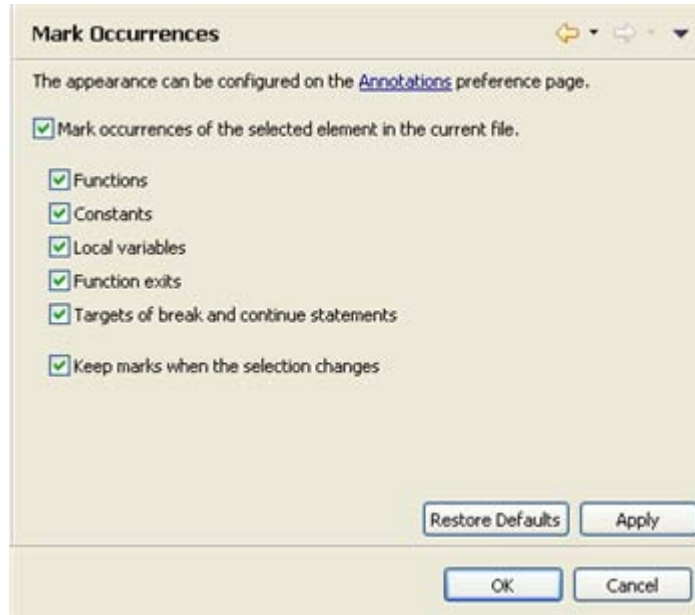 Mark Occurrences
The appearance can be configured on the Annotations preference page.
Mark occurrences of the selected element in the current file.
Functions
Constants
Local variables
Function exits
Targets of break and continue statements
Keep marks when the selection changes
Restore Defaults Apply
OK Cancel